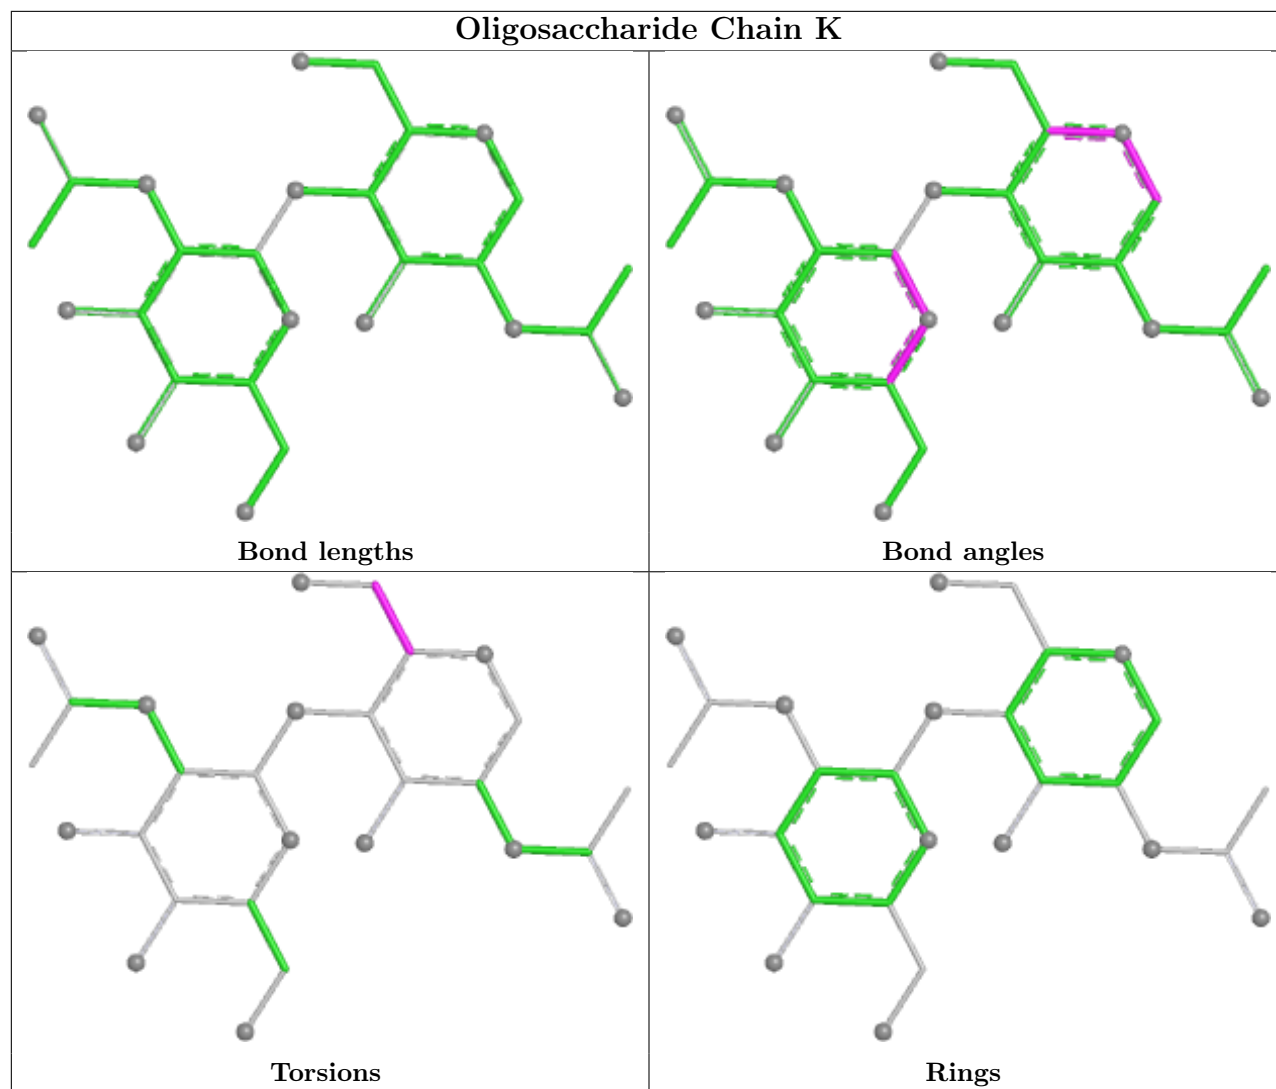 Oligosaccharide Chain K
Bond lengths
Bond angles
Torsions
Rings